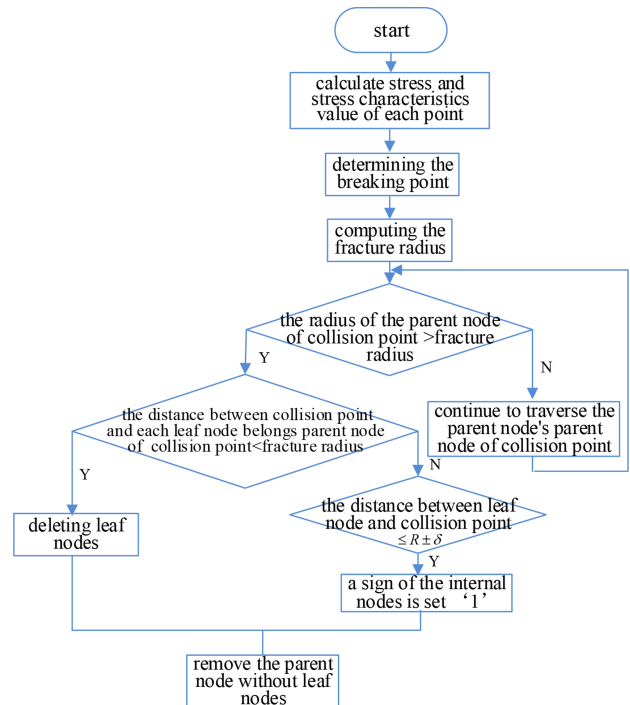 start
calculate stress and
stress characteristics
value of each point
determining the
breaking point
computing the
fracture radius
the radius of the parent node
of collision point >fracture
radius
Y
N
the distance between collision point
and each leaf node belongs parent node
of collision point<fracture radius
continue to traverse the
parent node's parent
node of collision point
Y
N
deleting leaf
nodes
the distance between leaf
node and collision point
≤ R ± δ
Y
a sign of the internal
nodes is set ‘1’
remove the parent
node without leaf
nodes